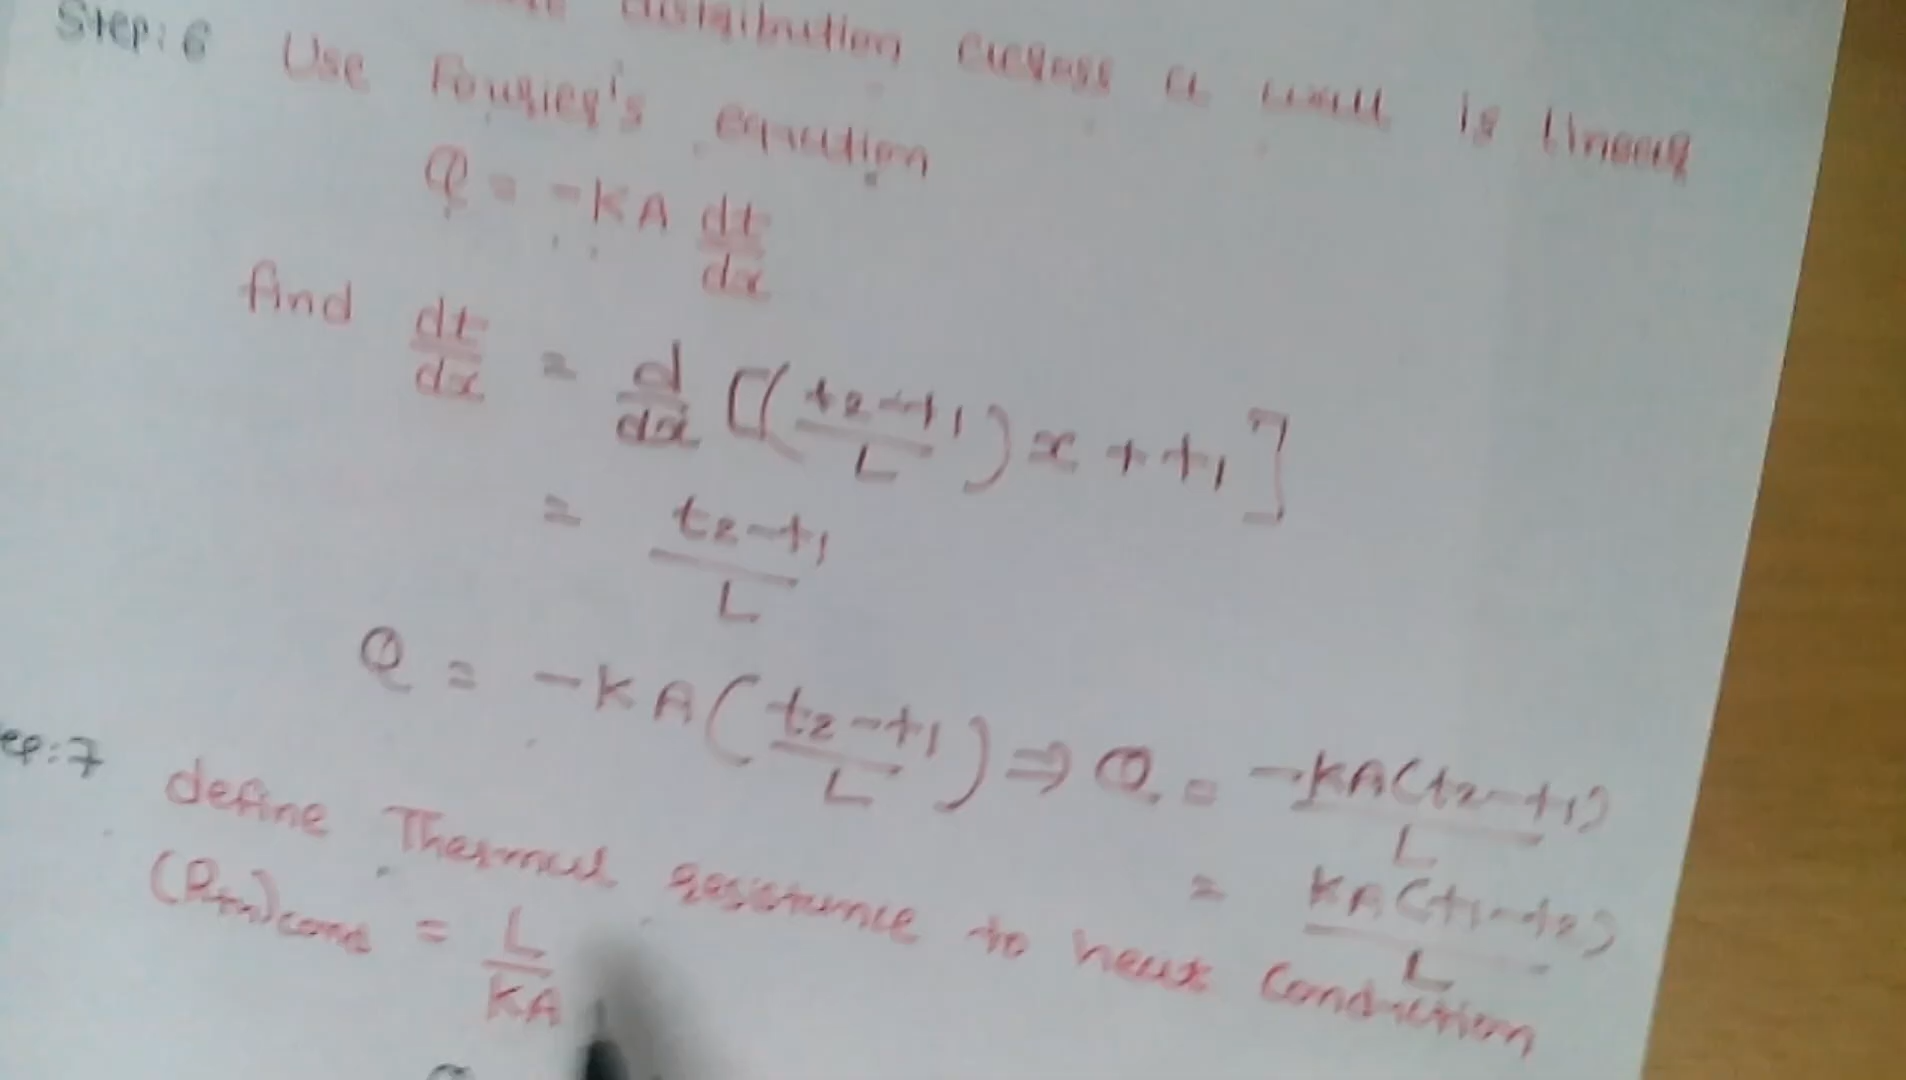 distribution across a wall is linear
Step:6 Use Fourier's equation
Q = -KA dt/dx
find dt/dx = d/dx [((t2-t1)/L)x + t1]
= (t2-t1)/L
Q = -KA((t2-t1)/L) ⇒ Q = -KA(t2-t1)/L
= KA(t1-t2)/L
ep:7 define Thermal resistance to heat conduction
(Rth)cond = L/KA